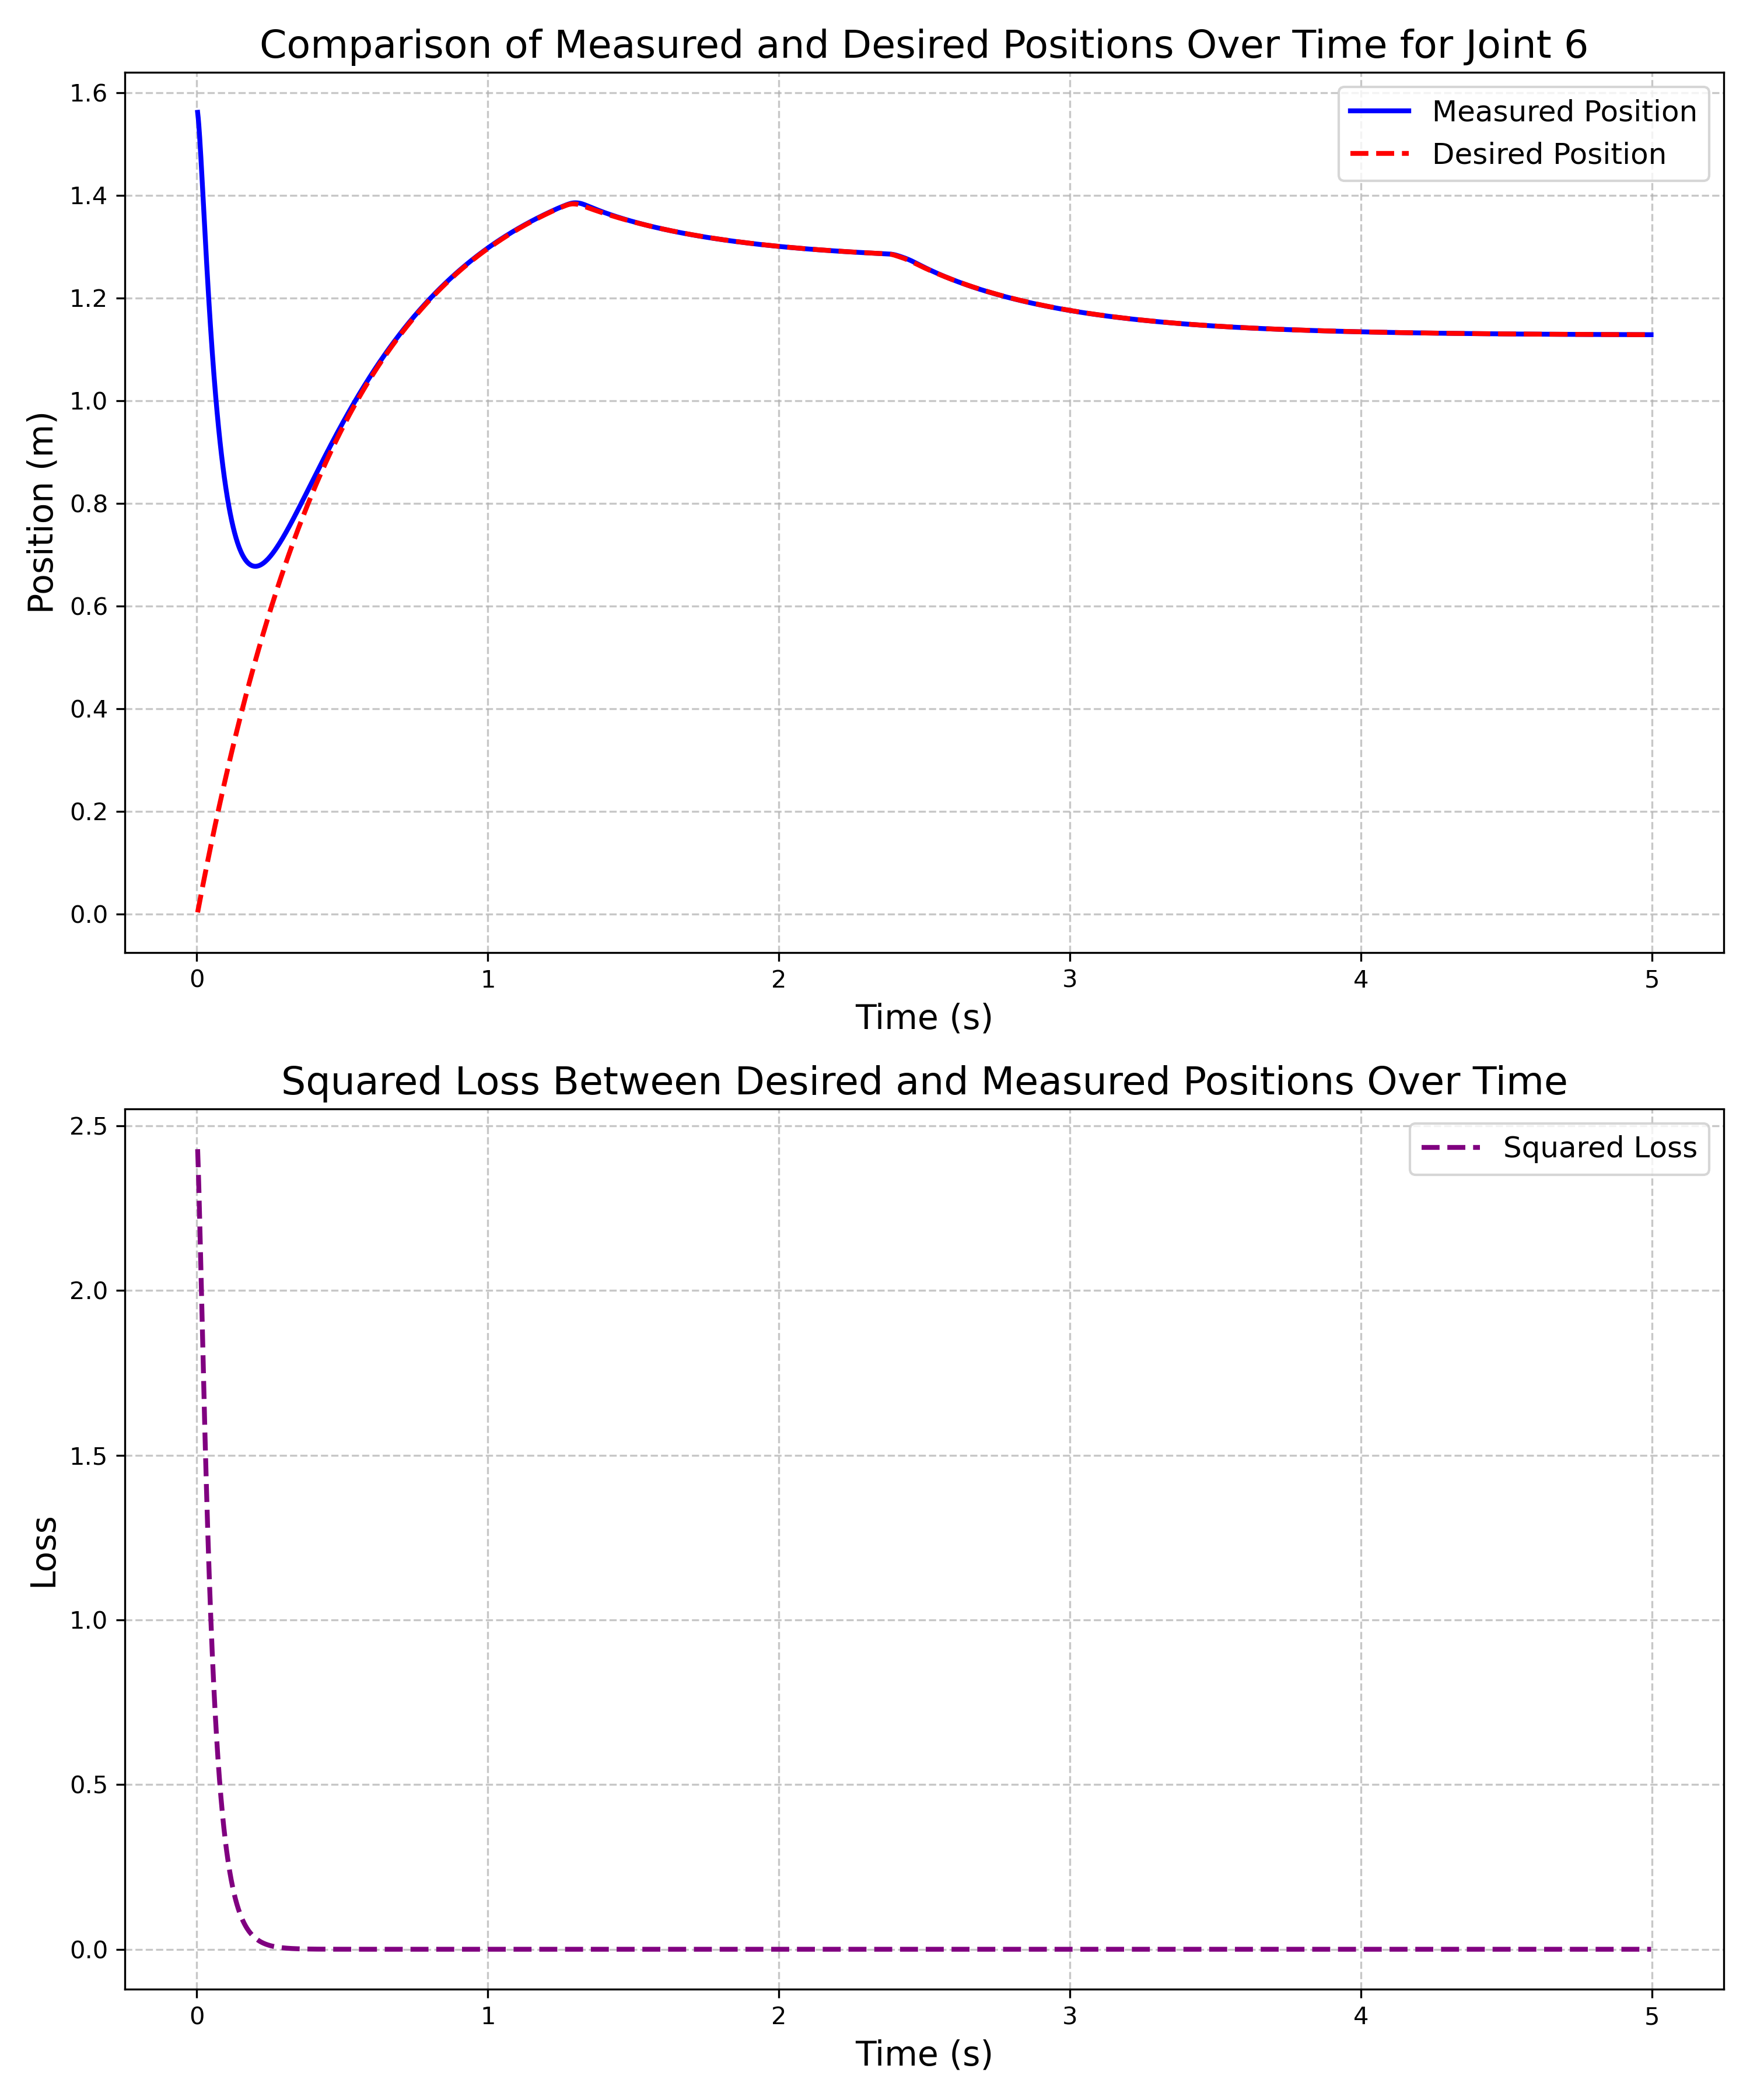 Comparison of Measured and Desired Positions Over Time for Joint 6
1.6
1.4
1.2
1.0
0.8
0.6
0.4
0.2
0.0
Position (m)
Measured Position
Desired Position
0 1 2 3 4 5
Time (s)
Squared Loss Between Desired and Measured Positions Over Time
2.5
2.0
1.5
1.0
0.5
0.0
Loss
Squared Loss
0 1 2 3 4 5
Time (s)